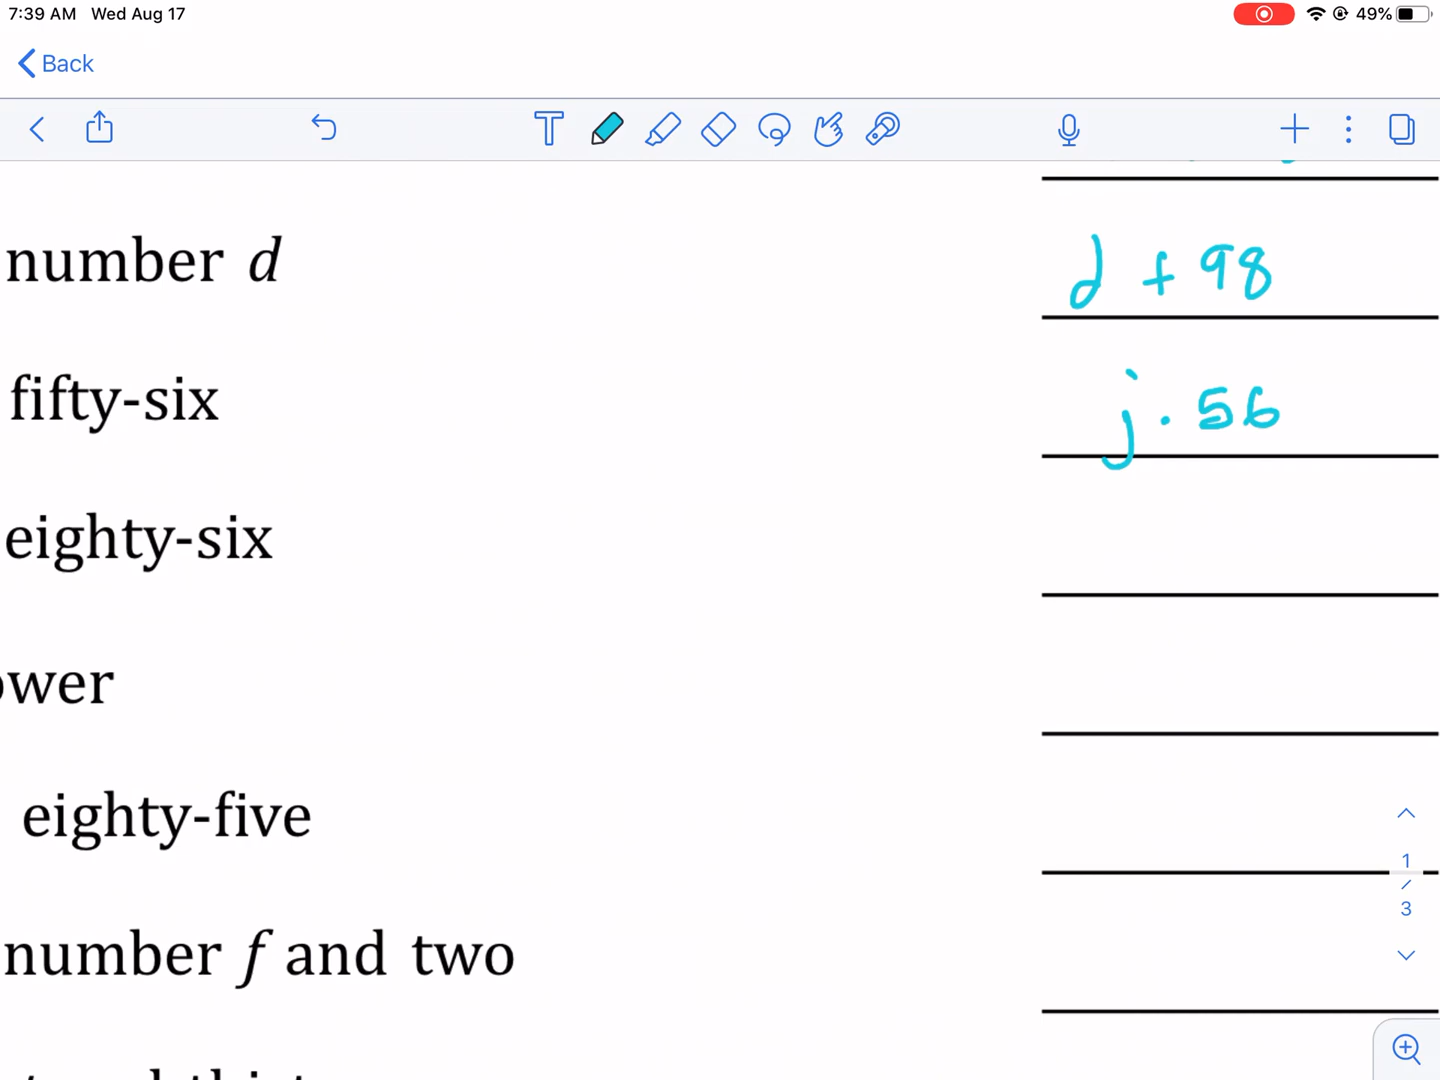 7:39 AM Wed Aug 17 49%
Back
number d d + 98
fifty-six j · 56
eighty-six
ower
eighty-five
1
/
3
number f and two